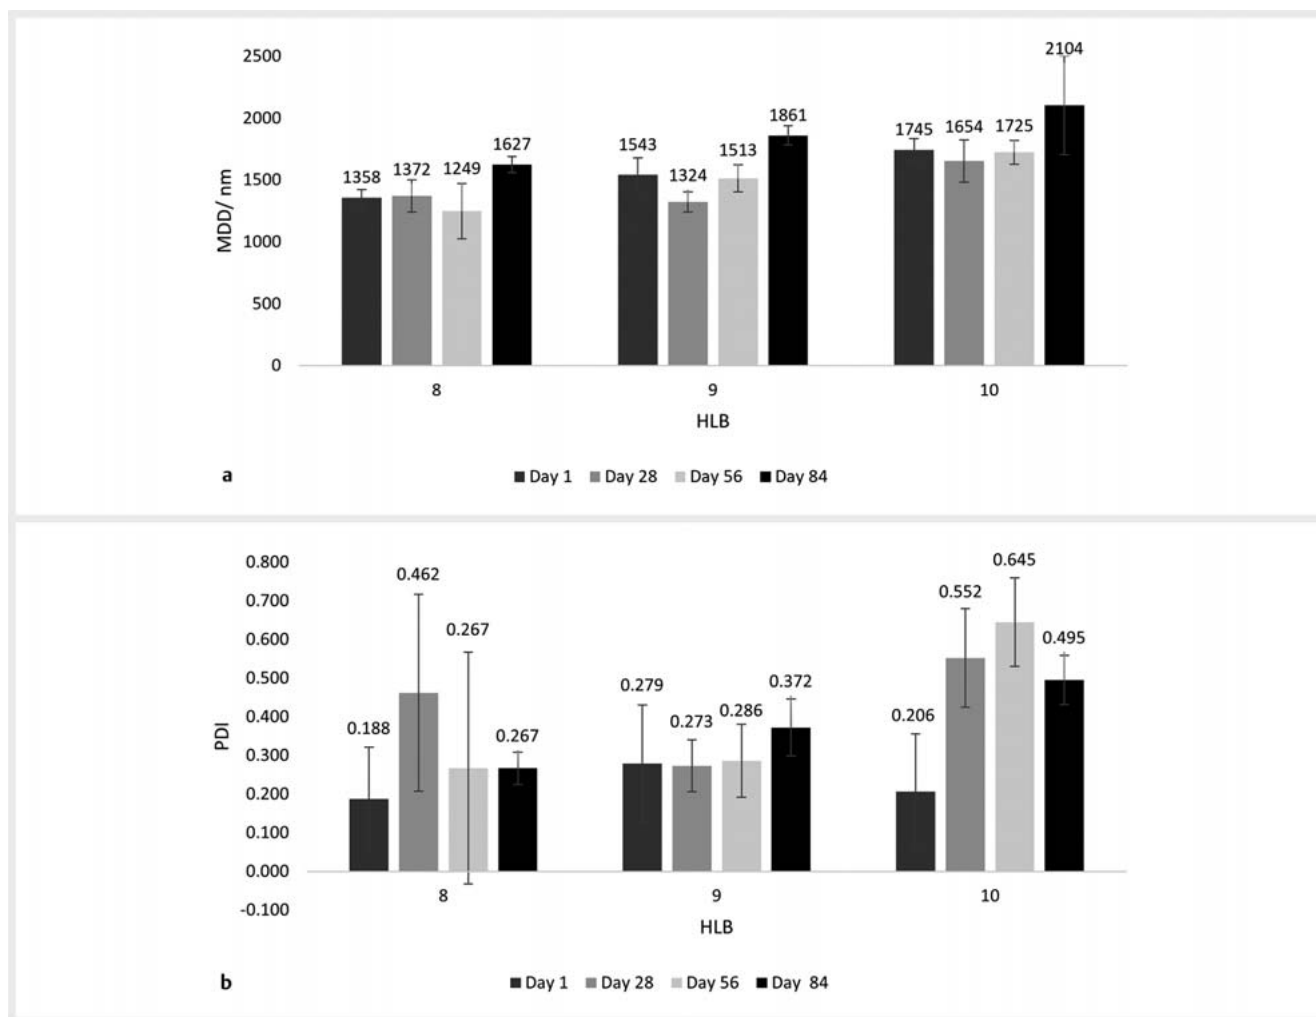 2500
2000
1500
1000
500
0
MDD/ nm
1358 1372 1249 1627
1543 1324 1513 1861
1745 1654 1725 2104
8 9 10
HLB
a
Day 1 Day 28 Day 56 Day 84
0.800
0.700
0.600
0.500
0.400
0.300
0.200
0.100
0.000
-0.100
PDI
0.188 0.462 0.267 0.267
0.279 0.273 0.286 0.372
0.206 0.552 0.645 0.495
8 9 10
HLB
b
Day 1 Day 28 Day 56 Day 84